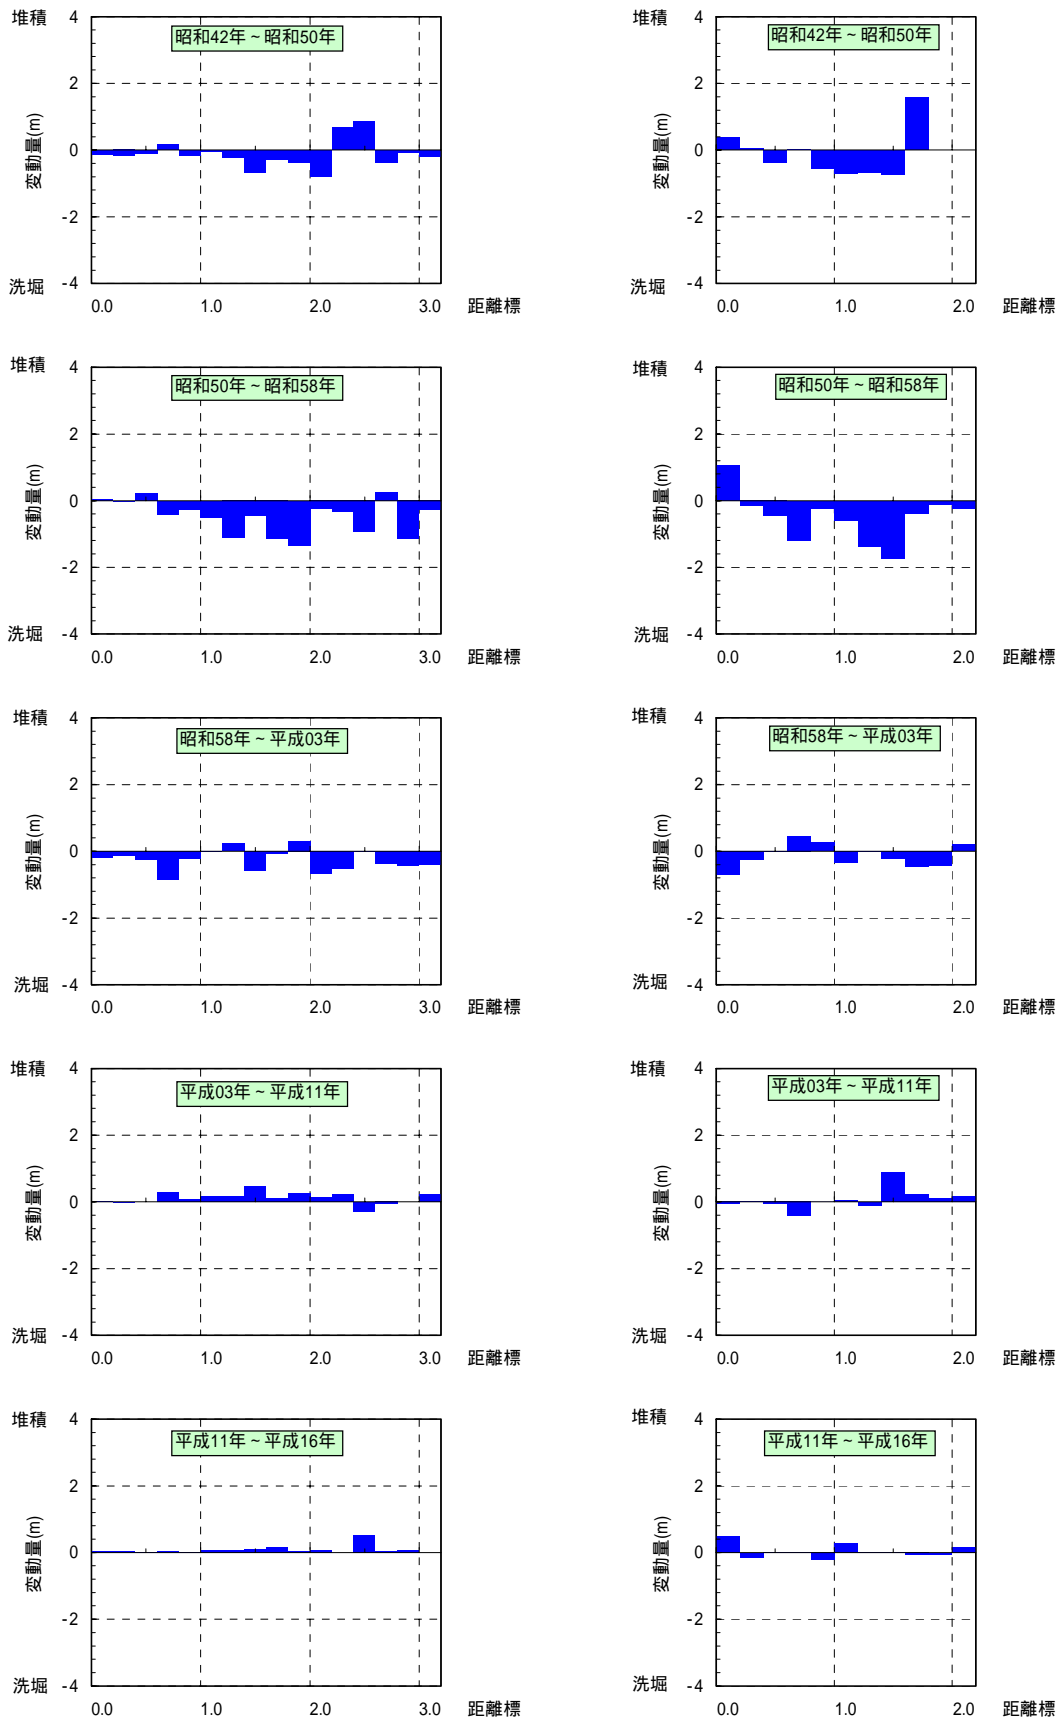 堆積
4
昭和42年～昭和50年
2
変動量(m)
0
-2
洗堀
-4
0.0 1.0 2.0 3.0 距離標
堆積
4
昭和42年～昭和50年
2
変動量(m)
0
-2
洗堀
-4
0.0 1.0 2.0 距離標
堆積
4
昭和50年～昭和58年
2
変動量(m)
0
-2
洗堀
-4
0.0 1.0 2.0 3.0 距離標
堆積
4
昭和50年～昭和58年
2
変動量(m)
0
-2
洗堀
-4
0.0 1.0 2.0 距離標
堆積
4
昭和58年～平成03年
2
変動量(m)
0
-2
洗堀
-4
0.0 1.0 2.0 3.0 距離標
堆積
4
昭和58年～平成03年
2
変動量(m)
0
-2
洗堀
-4
0.0 1.0 2.0 距離標
堆積
4
平成03年～平成11年
2
変動量(m)
0
-2
洗堀
-4
0.0 1.0 2.0 3.0 距離標
堆積
4
平成03年～平成11年
2
変動量(m)
0
-2
洗堀
-4
0.0 1.0 2.0 距離標
堆積
4
平成11年～平成16年
2
変動量(m)
0
-2
洗堀
-4
0.0 1.0 2.0 3.0 距離標
堆積
4
平成11年～平成16年
2
変動量(m)
0
-2
洗堀
-4
0.0 1.0 2.0 距離標